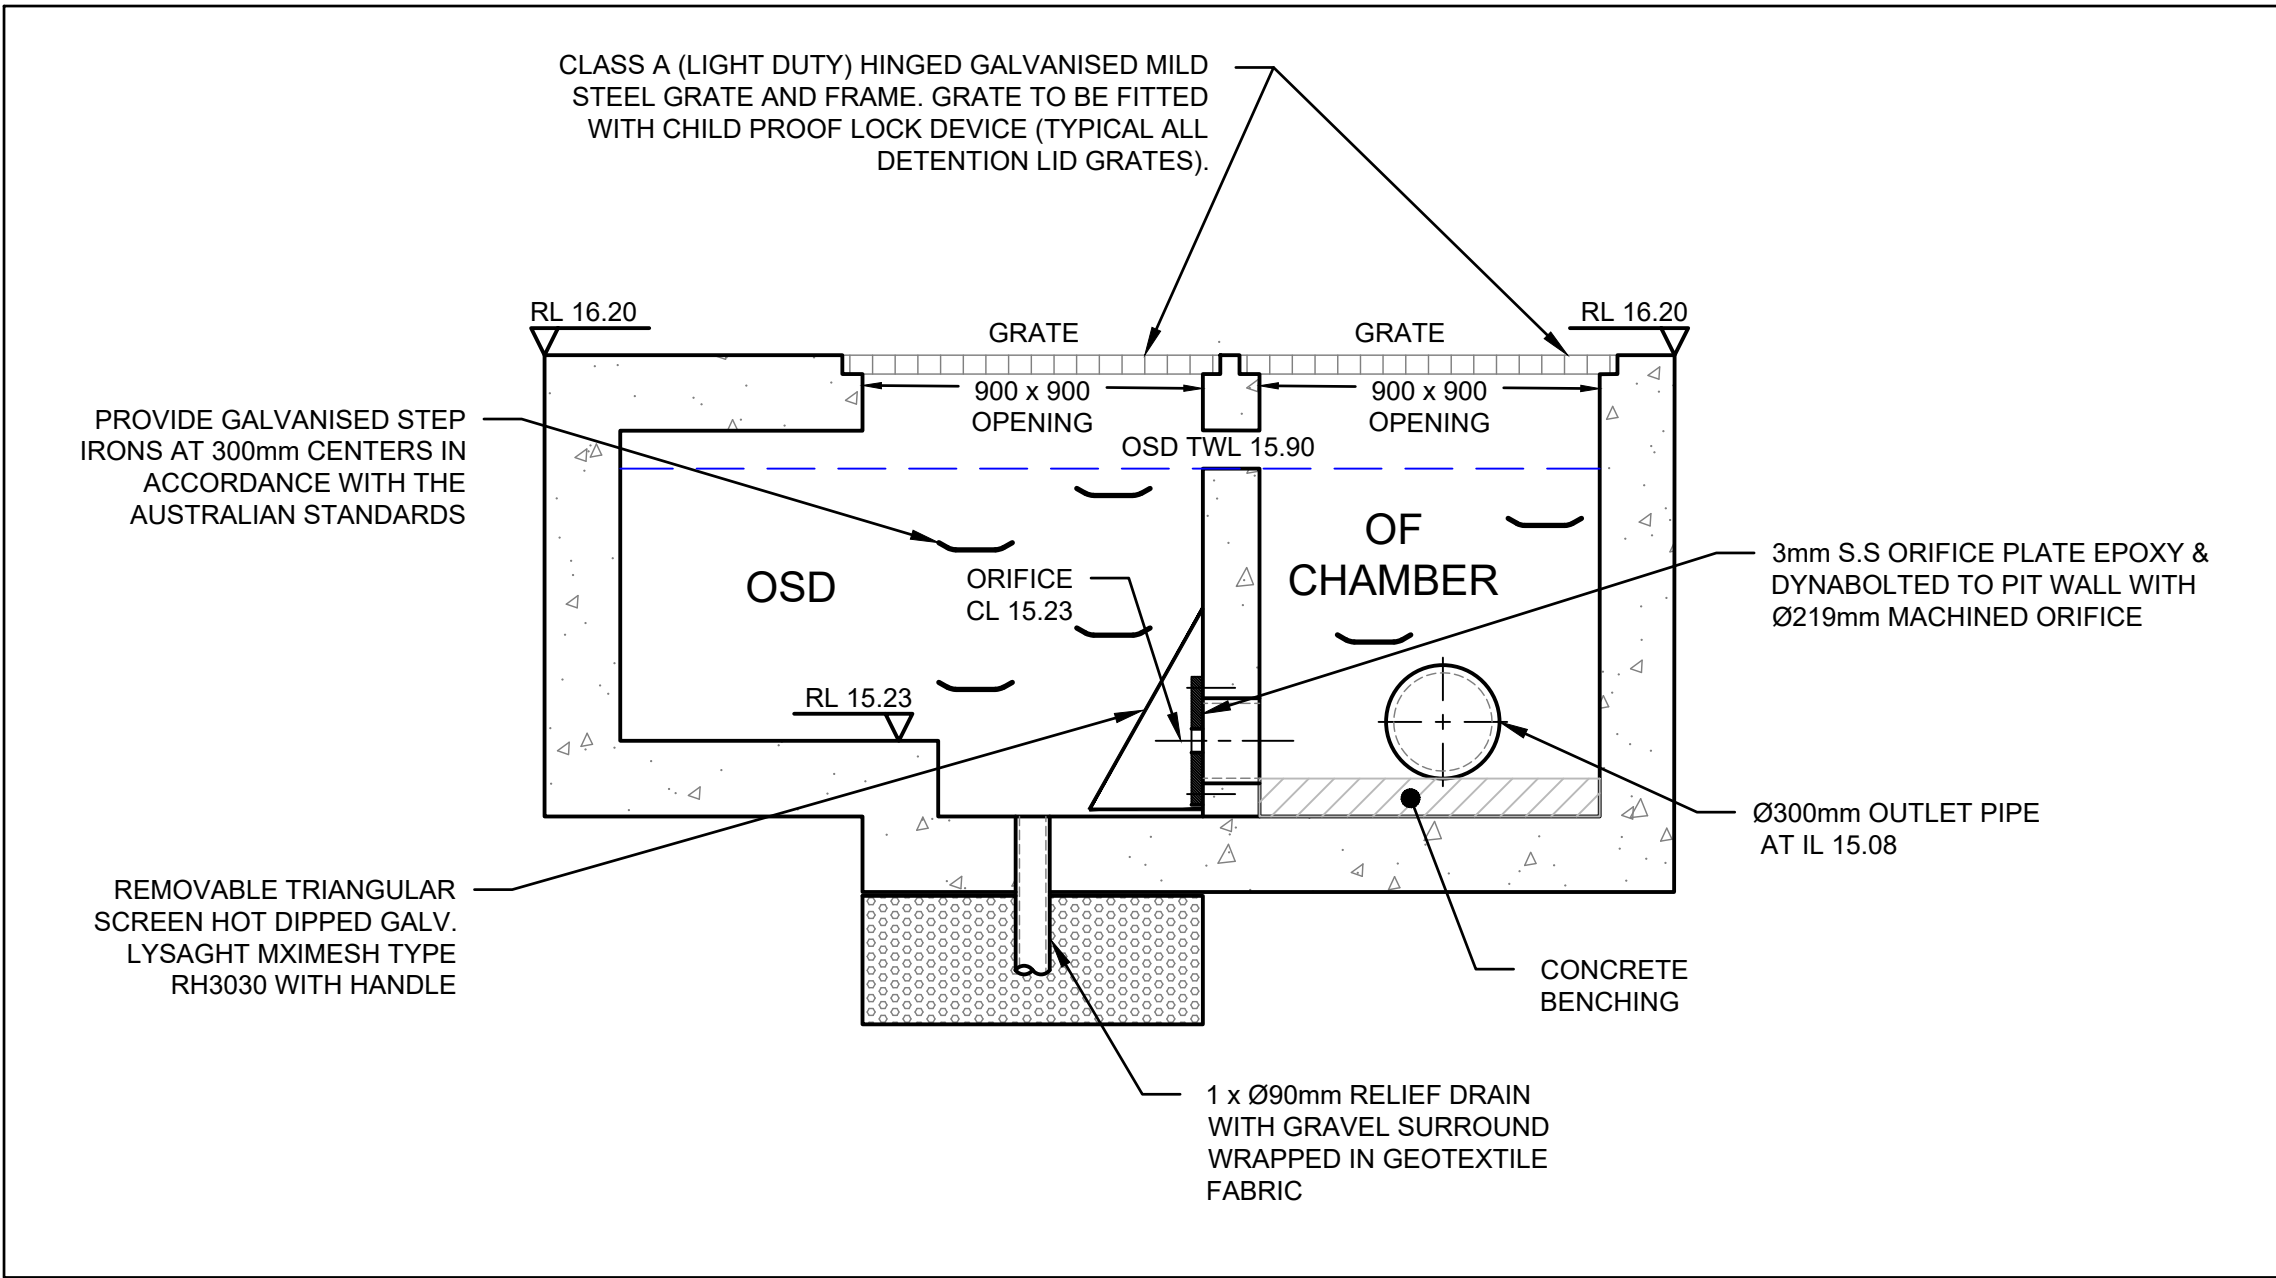 CLASS A (LIGHT DUTY) HINGED GALVANISED MILD
STEEL GRATE AND FRAME. GRATE TO BE FITTED
WITH CHILD PROOF LOCK DEVICE (TYPICAL ALL
DETENTION LID GRATES).
RL 16.20
RL 16.20
GRATE
GRATE
900 x 900
OPENING
900 x 900
OPENING
PROVIDE GALVANISED STEP
IRONS AT 300mm CENTERS IN
ACCORDANCE WITH THE
AUSTRALIAN STANDARDS
OSD TWL 15.90
OSD
ORIFICE
CL 15.23
OF
CHAMBER
3mm S.S ORIFICE PLATE EPOXY &
DYNABOLTED TO PIT WALL WITH
Ø219mm MACHINED ORIFICE
RL 15.23
Ø300mm OUTLET PIPE
AT IL 15.08
REMOVABLE TRIANGULAR
SCREEN HOT DIPPED GALV.
LYSAGHT MXIMESH TYPE
RH3030 WITH HANDLE
CONCRETE
BENCHING
1 x Ø90mm RELIEF DRAIN
WITH GRAVEL SURROUND
WRAPPED IN GEOTEXTILE
FABRIC